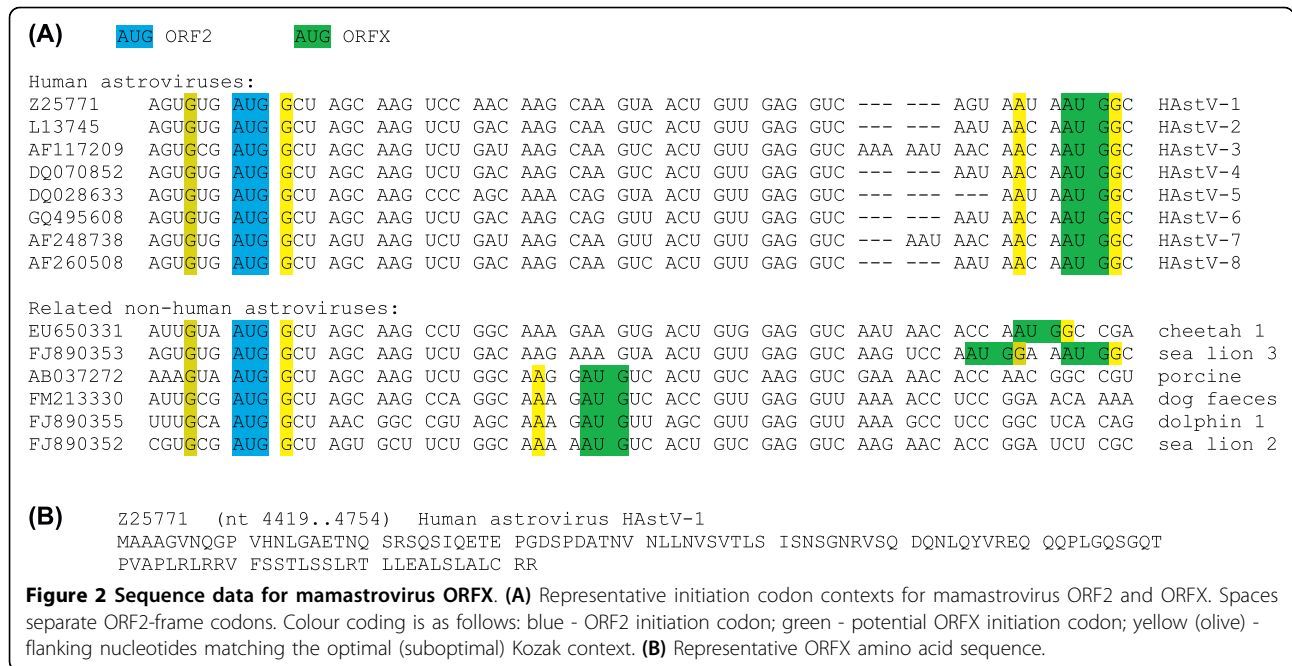 (A) AUG ORF2 AUG ORFX
Human astroviruses:
Z25771 AGUGUG AUG GCU AGC AAG UCC AAC AAG CAA GUA ACU GUU GAG GUC --- --- AGU AAU AAU GGC HAstV-1
L13745 AGUGUG AUG GCU AGC AAG UCU GAC AAG CAA GUC ACU GUU GAG GUC --- --- AAU AAC AAU GGC HAstV-2
AF117209 AGUGCG AUG GCU AGC AAG UCU GAU AAG CAA GUC ACU GUU GAG GUC AAA AAU AAC AAC AAU GGC HAstV-3
DQ070852 AGUGUG AUG GCU AGC AAG UCU GAC AAG CAA GUC ACU GUU GAG GUC --- --- AAU AAC AAU GGC HAstV-4
DQ028633 AGUGUG AUG GCU AGC AAG CCC AGC AAA CAG GUA ACU GUU GAG GUC --- --- --- AAU AAU GGC HAstV-5
GQ495608 AGUGUG AUG GCU AGC AAG UCU GAC AAG CAG GUU ACU GUU GAG GUC --- --- AAU AAC AAU GGC HAstV-6
AF248738 AGUGUG AUG GCU AGU AAG UCU GAU AAG CAA GUU ACU GUU GAG GUC --- AAU AAC AAC AAU GGC HAstV-7
AF260508 AGUGUG AUG GCU AGC AAG UCU GAC AAG CAA GUC ACU GUU GAG GUC --- --- AAU AAC AAU GGC HAstV-8
Related non-human astroviruses:
EU650331 AUUGUA AUG GCU AGC AAG CCU GGC AAA GAA GUG ACU GUG GAG GUC AAU AAC ACC AAU GGC CGA cheetah 1
FJ890353 AGUGUG AUG GCU AGC AAG UCU GAC AAG AAA GUA ACU GUU GAG GUC AAG UCC AAU GGA AAU GGC sea lion 3
AB037272 AAAGUA AUG GCU AGC AAG UCU GGC AAG GAU GUC ACU GUC AAG GUC GAA AAC ACC AAC GGC CGU porcine
FM213330 AUUGCG AUG GCU AGC AAG CCA GGC AAA GAU GUC ACC GUU GAG GUU AAA ACC UCC GGA ACA AAA dog faeces
FJ890355 UUUGCA AUG GCU AAC GGC CGU AGC AAA GAU GUU AGC GUU GAG GUU AAA GCC UCC GGC UCA CAG dolphin 1
FJ890352 CGUGCG AUG GCU AGU GCU UCU GGC AAA AAU GUC ACU GUC GAG GUC AAG AAC ACC GGA UCU CGC sea lion 2
(B) Z25771 (nt 4419..4754) Human astrovirus HAstV-1
MAAAGVNQGP VHNLGAETNQ SRSQSIQETE PGDSPDATNV NLLNVSVTLS ISNSGNRVSQ DQNLQYVREQ QQPLGQSGQT
PVAPLRLRRV FSSTLSSLRT LLEALSLALC RR
Figure 2 Sequence data for mamastrovirus ORFX. (A) Representative initiation codon contexts for mamastrovirus ORF2 and ORFX. Spaces
separate ORF2-frame codons. Colour coding is as follows: blue - ORF2 initiation codon; green - potential ORFX initiation codon; yellow (olive) -
flanking nucleotides matching the optimal (suboptimal) Kozak context. (B) Representative ORFX amino acid sequence.